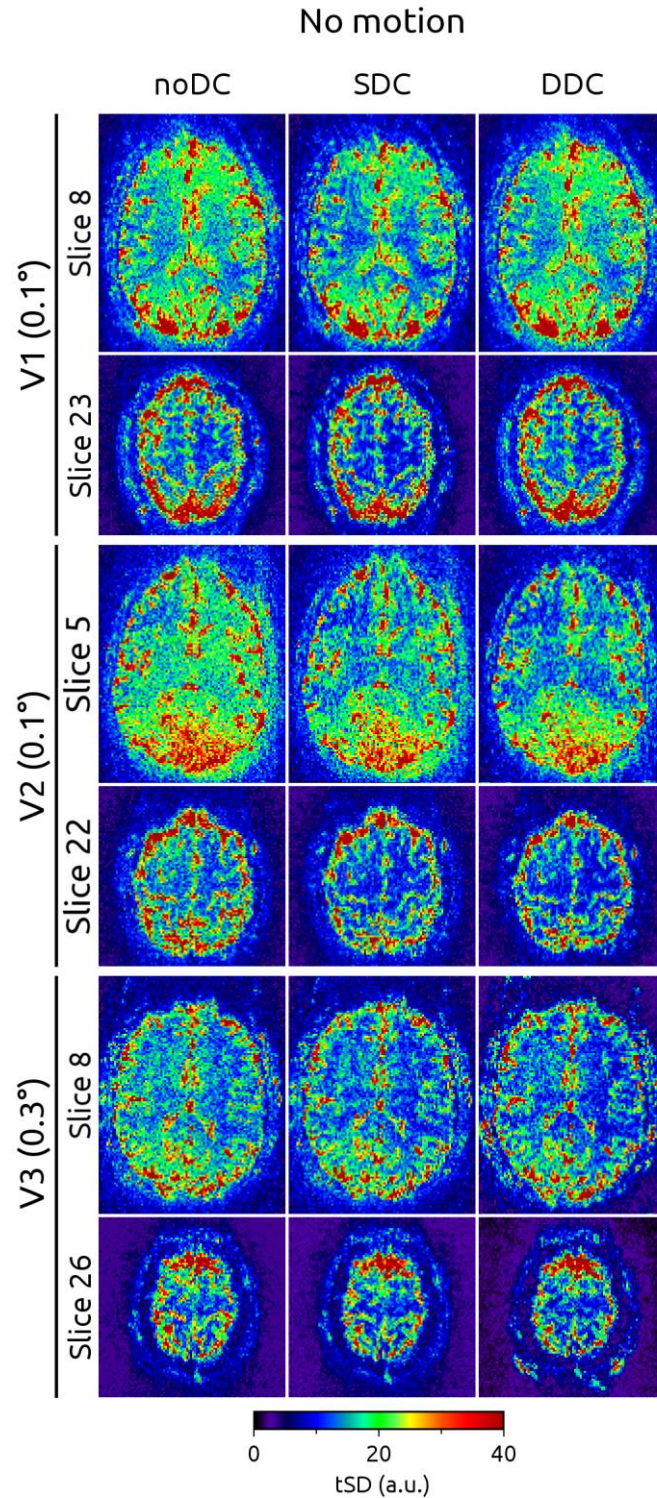 No motion
noDC SDC DDC
V1 (0.1°)
Slice 8
Slice 23
V2 (0.1°)
Slice 5
Slice 22
V3 (0.3°)
Slice 8
Slice 26
0 20 40
tSD (a.u.)